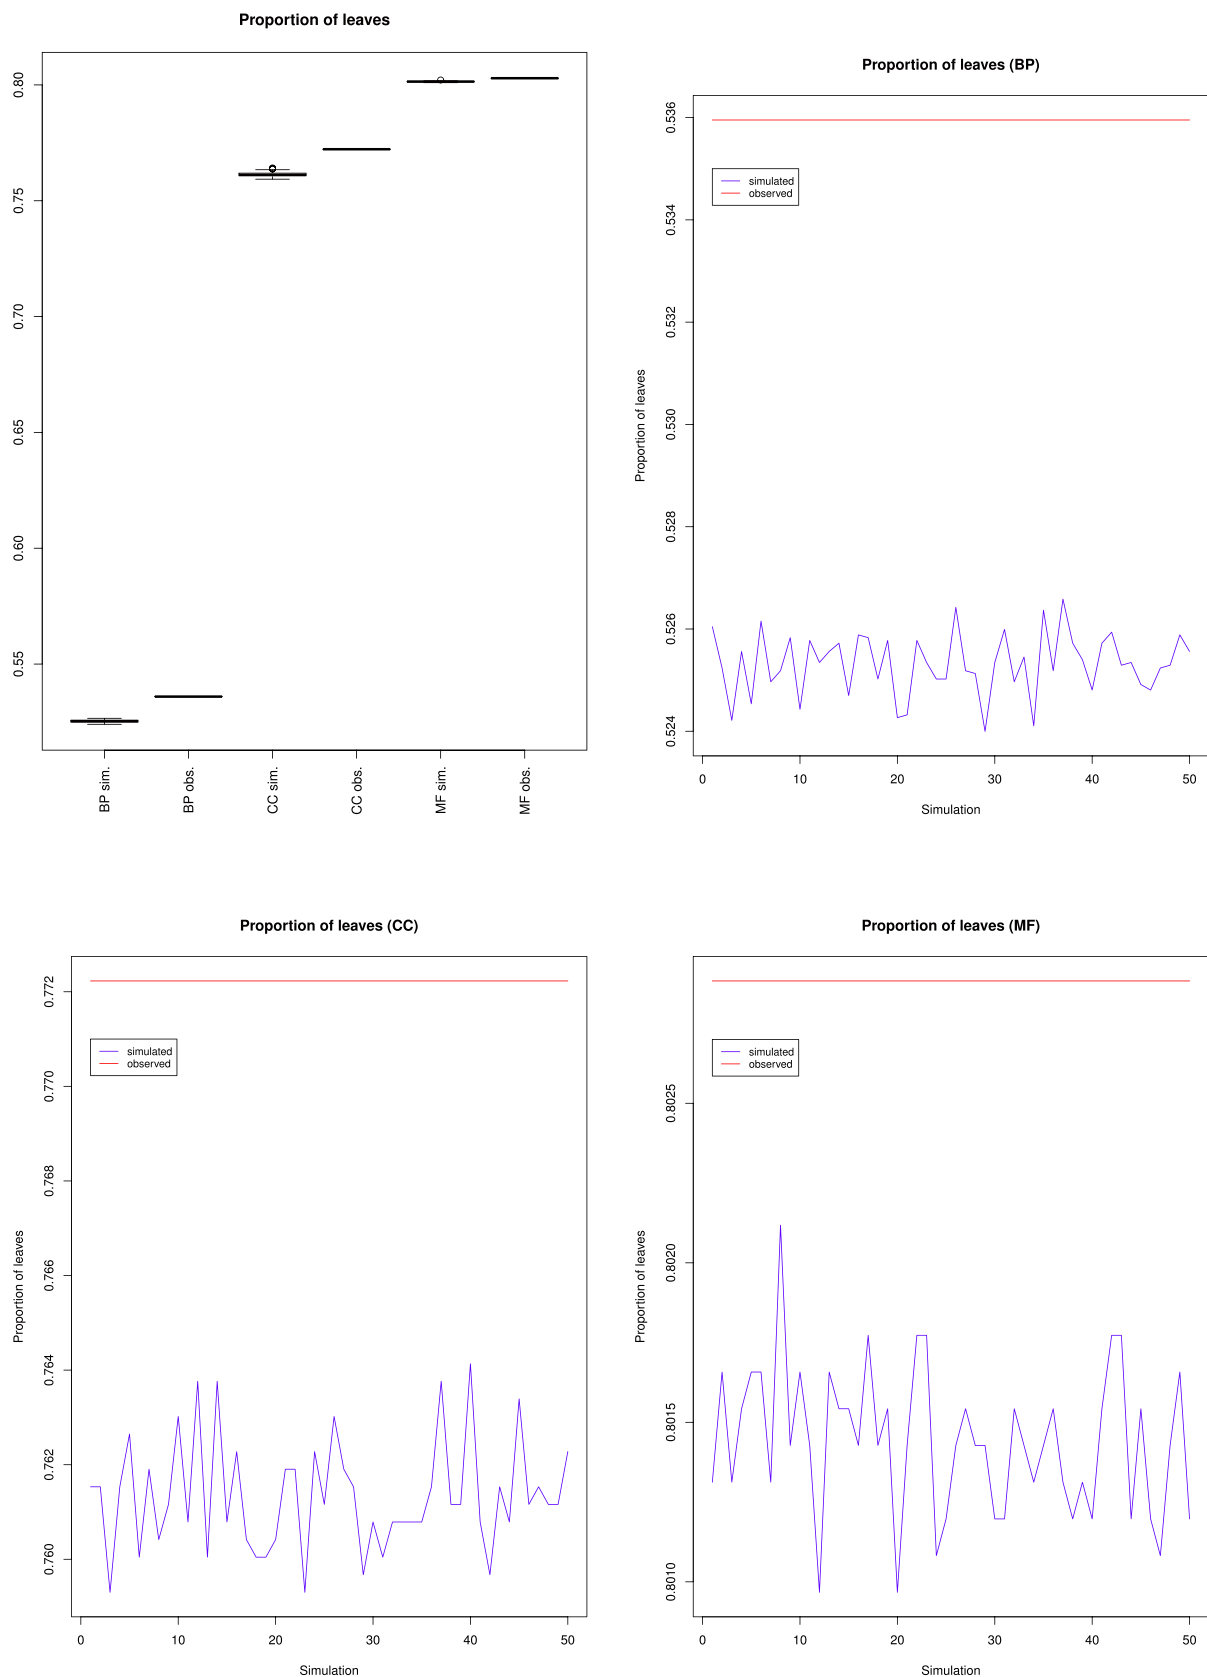 Proportion of leaves
0.80
0.75
0.70
0.65
0.60
0.55
BP sim.
BP obs.
CC sim.
CC obs.
MF sim.
MF obs.
Proportion of leaves (BP)
Proportion of leaves
0.536
0.534
0.532
0.530
0.528
0.526
0.524
simulated
observed
0 10 20 30 40 50
Simulation
Proportion of leaves (CC)
Proportion of leaves
0.772
0.770
0.768
0.766
0.764
0.762
0.760
simulated
observed
0 10 20 30 40 50
Simulation
Proportion of leaves (MF)
Proportion of leaves
0.8025
0.8020
0.8015
0.8010
simulated
observed
0 10 20 30 40 50
Simulation